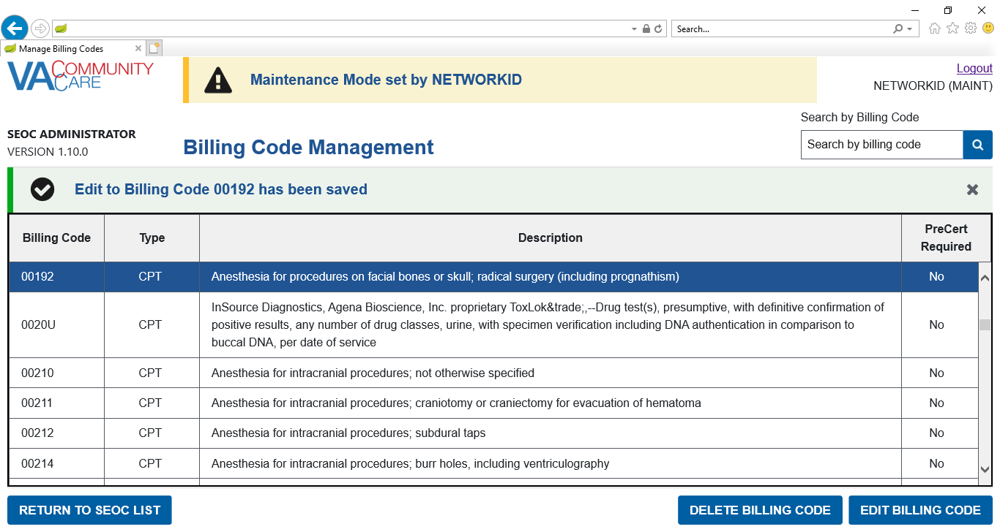 Search...
Manage Billing Codes
VA COMMUNITY CARE
Maintenance Mode set by NETWORKID
Logout
NETWORKID (MAINT)
Search by Billing Code
SEOC ADMINISTRATOR
VERSION 1.10.0
Billing Code Management
Search by billing code
Edit to Billing Code 00192 has been saved
Billing Code Type Description PreCert Required
00192 CPT Anesthesia for procedures on facial bones or skull; radical surgery (including prognathism) No
InSource Diagnostics, Agena Bioscience, Inc. proprietary ToxLok&trade;,--Drug test(s), presumptive, with definitive confirmation of
0020U CPT positive results, any number of drug classes, urine, with specimen verification including DNA authentication in comparison to No
buccal DNA, per date of service
00210 CPT Anesthesia for intracranial procedures; not otherwise specified No
00211 CPT Anesthesia for intracranial procedures; craniotomy or craniectomy for evacuation of hematoma No
00212 CPT Anesthesia for intracranial procedures; subdural taps No
00214 CPT Anesthesia for intracranial procedures; burr holes, including ventriculography No
RETURN TO SEOC LIST DELETE BILLING CODE EDIT BILLING CODE